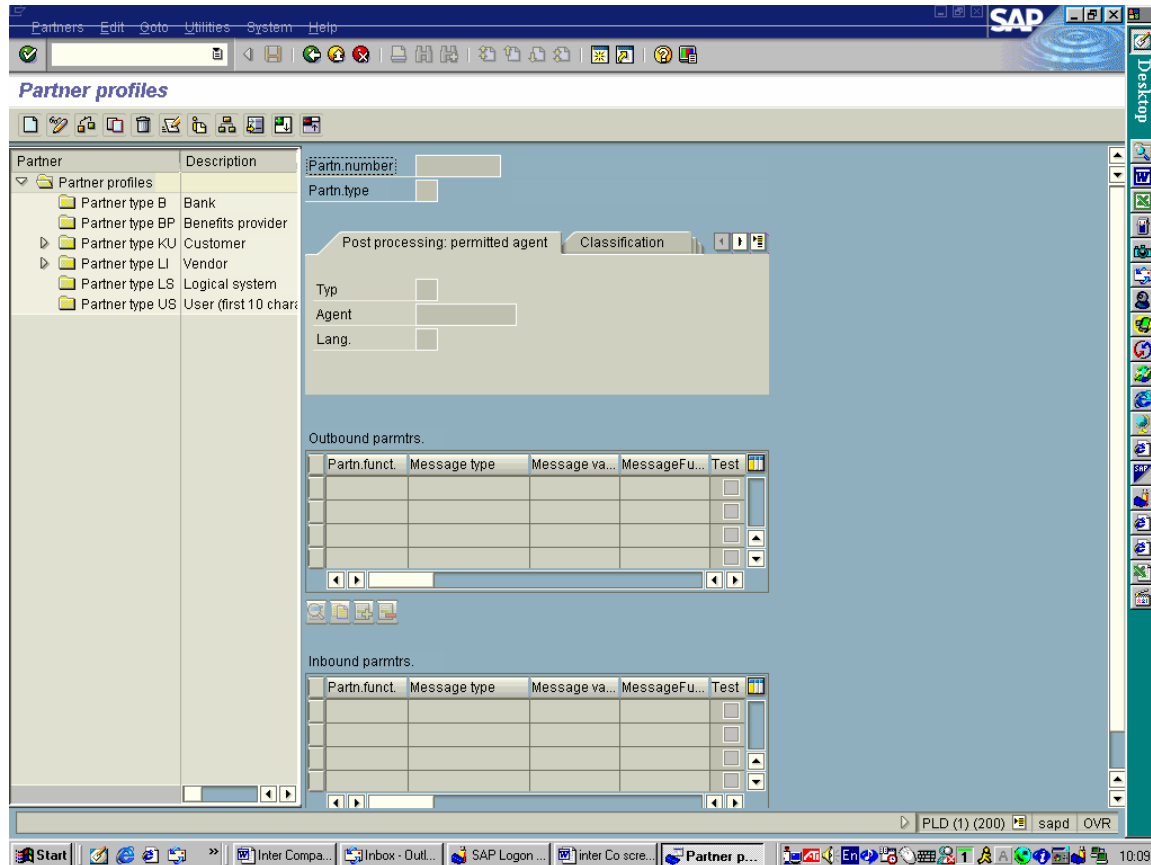 Partners Edit Goto Utilities System Help
SAP
Partner profiles
Partner Description
Partner profiles
Partner type B Bank
Partner type BP Benefits provider
Partner type KU Customer
Partner type LI Vendor
Partner type LS Logical system
Partner type US User (first 10 chara
Partn.number
Partn.type
Post processing: permitted agent Classification
Typ
Agent
Lang.
Outbound parmtrs.
Partn.funct. Message type Message va... MessageFu... Test
Inbound parmtrs.
Partn.funct. Message type Message va... MessageFu... Test
PLD (1) (200) sapd OVR
Desktop
Start » Inter Compa... Inbox - Outl... SAP Logon ... inter Co scre... Partner p... En 10:09